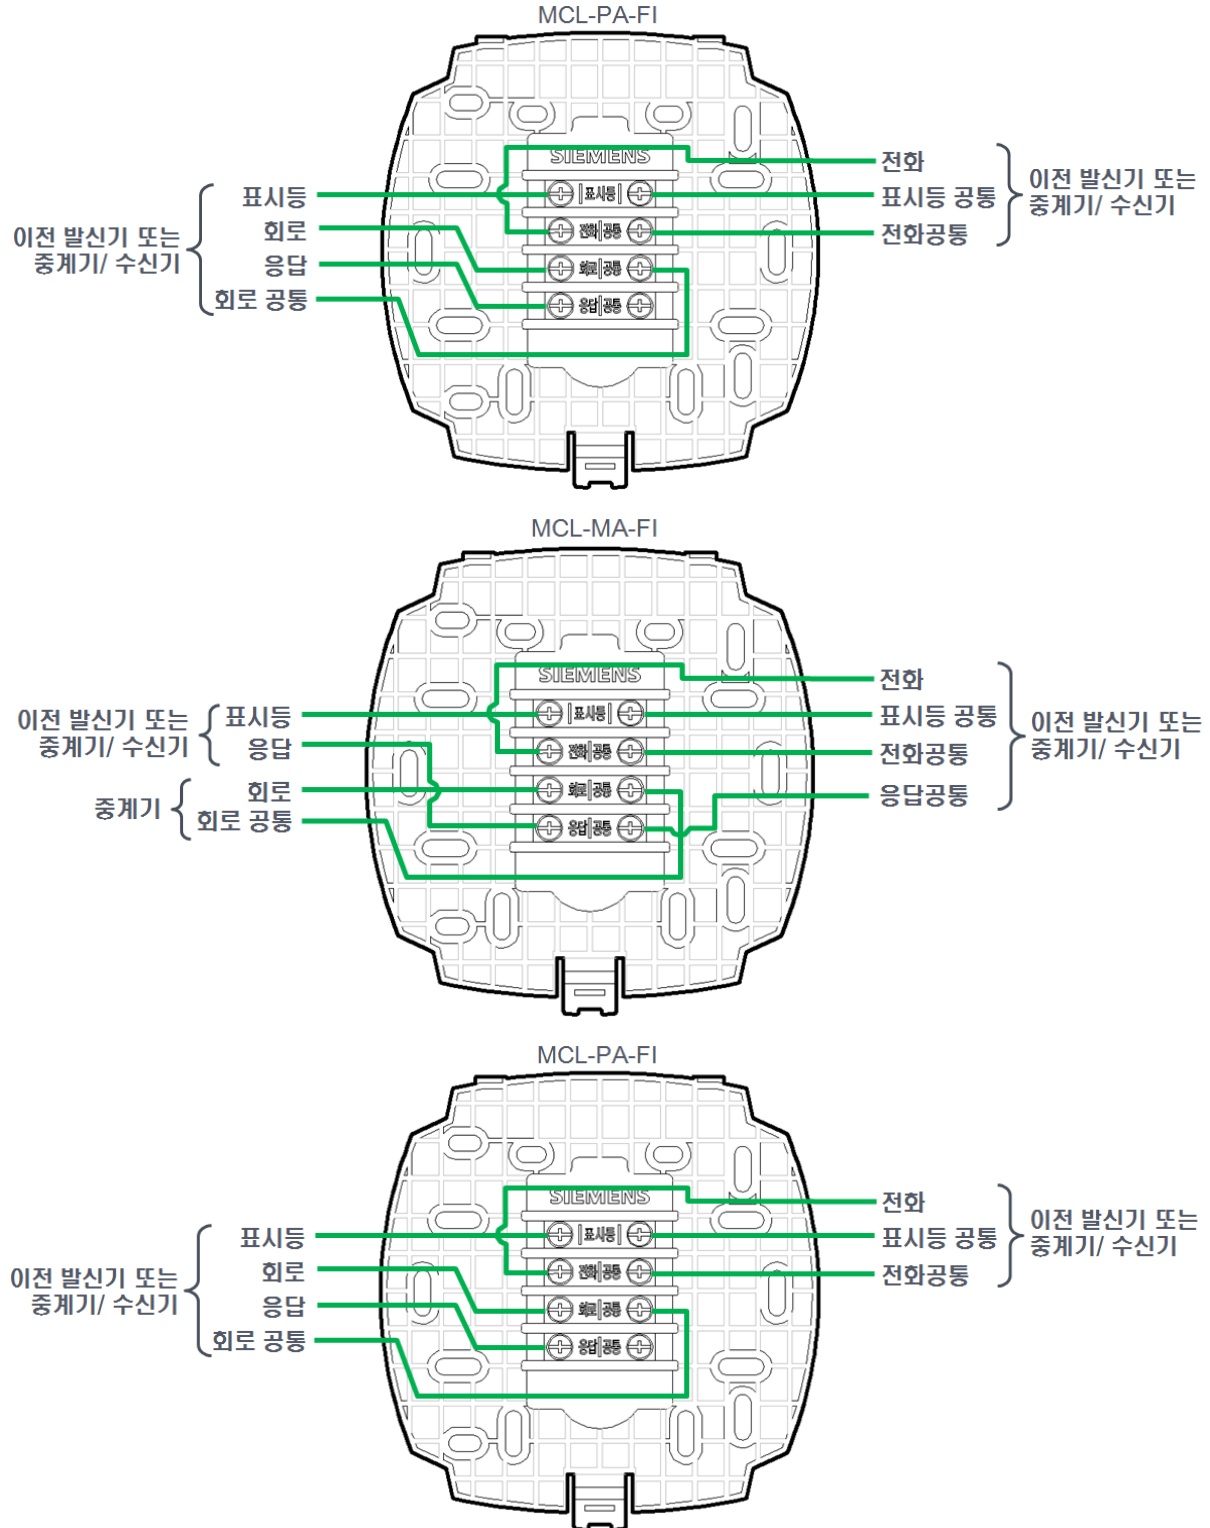 MCL-PA-FI
SIEMENS
전화
표시등
표시등
표시등 공통
이전 발신기 또는
중계기/ 수신기
회로
전화 공통
전화공통
이전 발신기 또는
중계기/ 수신기
응답
회로 공통
회로 공통
응답 공통
MCL-MA-FI
SIEMENS
전화
이전 발신기 또는
중계기/ 수신기
표시등
표시등
표시등 공통
이전 발신기 또는
중계기/ 수신기
응답
전화 공통
전화공통
중계기
회로
회로 공통
응답공통
회로 공통
응답 공통
MCL-PA-FI
SIEMENS
전화
표시등
표시등
표시등 공통
이전 발신기 또는
중계기/ 수신기
회로
전화 공통
전화공통
이전 발신기 또는
중계기/ 수신기
응답
회로 공통
회로 공통
응답 공통